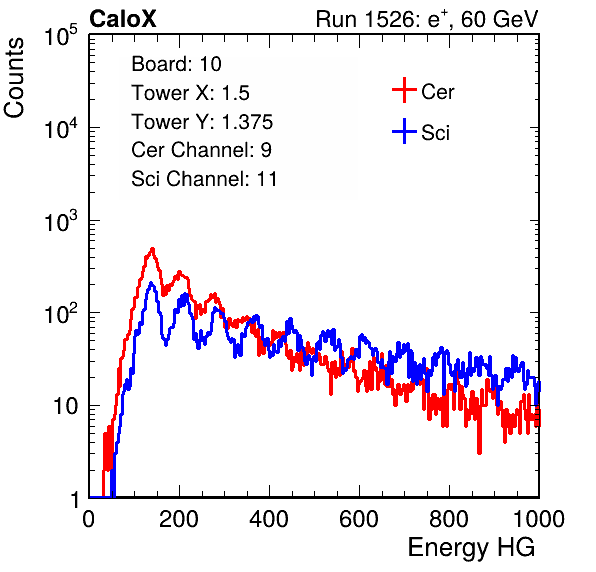 CaloX Run 1526: e+, 60 GeV
Counts
Board: 10
Tower X: 1.5
Tower Y: 1.375
Cer Channel: 9
Sci Channel: 11
Cer
Sci
10^5
10^4
10^3
10^2
10
1
0 200 400 600 800 1000
Energy HG